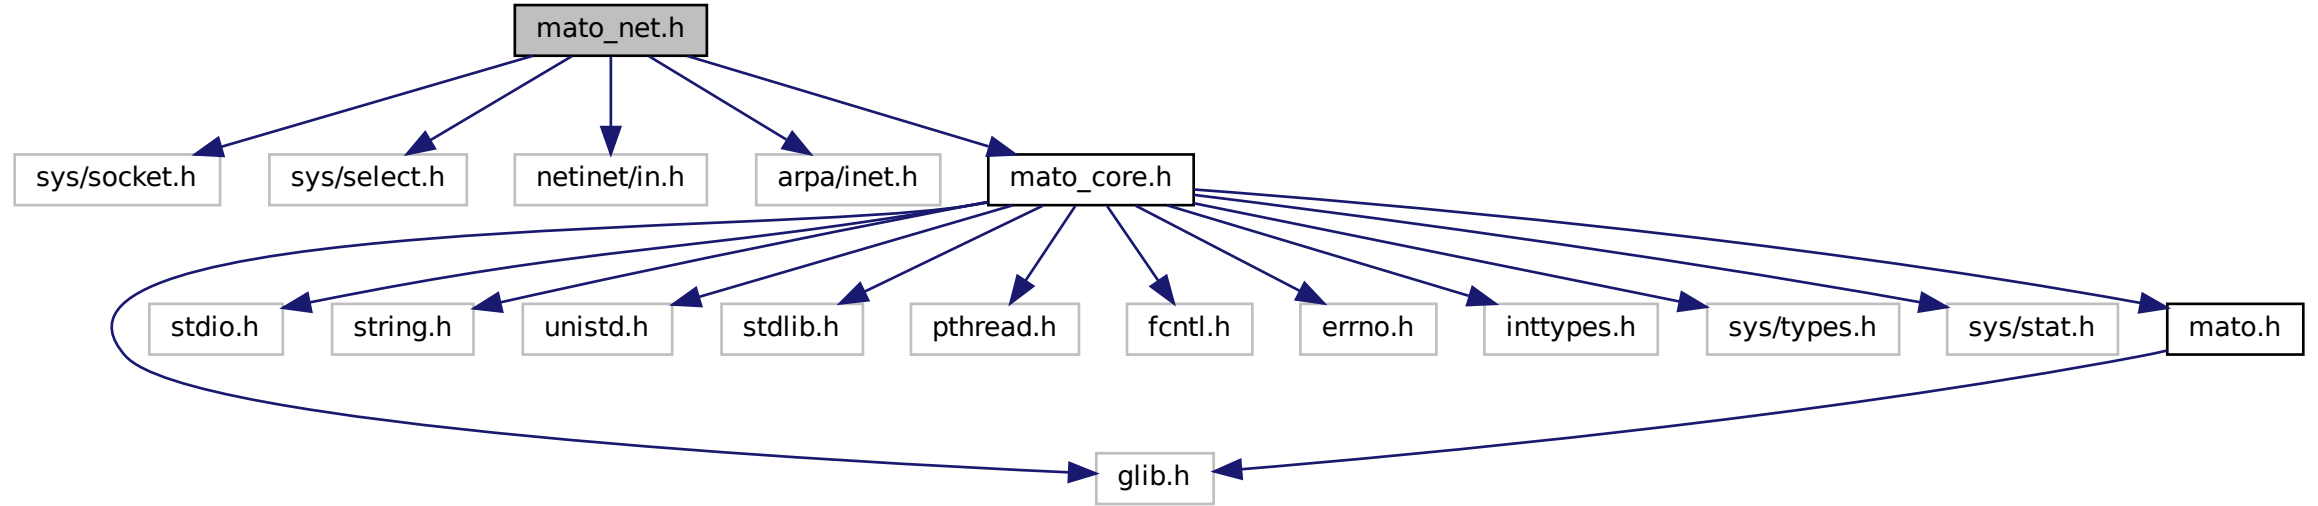 mato_net.h
sys/socket.h
sys/select.h
netinet/in.h
arpa/inet.h
mato_core.h
stdio.h
string.h
unistd.h
stdlib.h
pthread.h
fcntl.h
errno.h
inttypes.h
sys/types.h
sys/stat.h
mato.h
glib.h